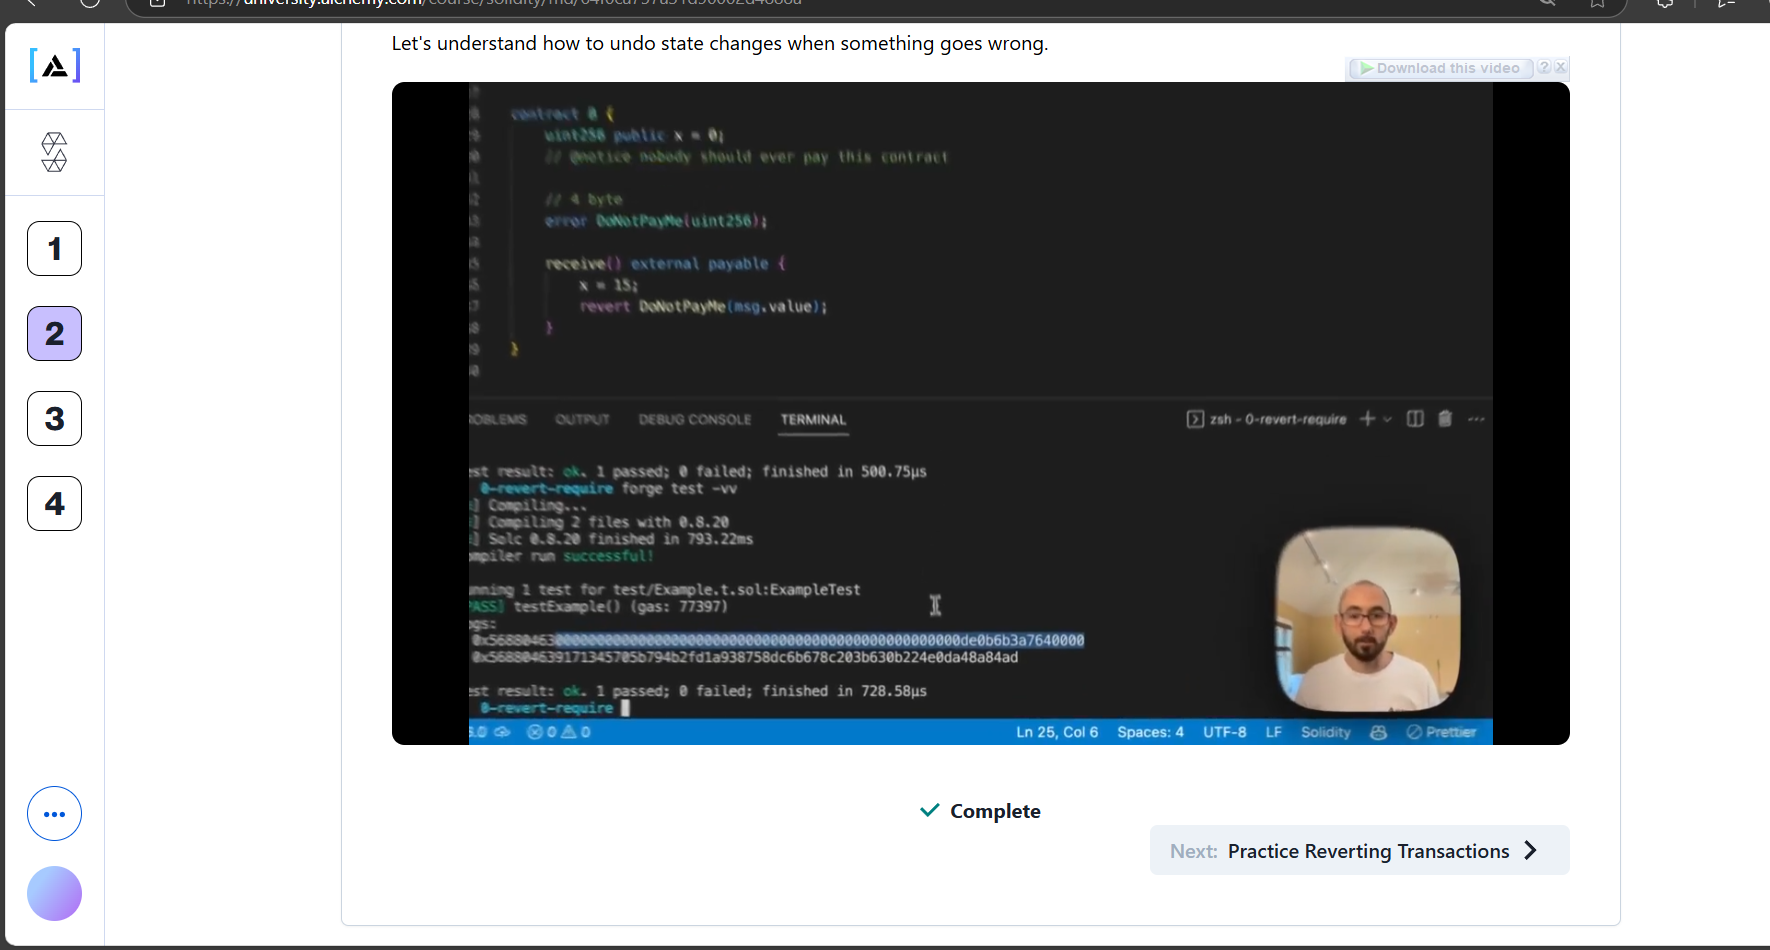 https://university.alchemy.com/course/solidity/md/
Let's understand how to undo state changes when something goes wrong.
Download this video ? x
contract B {
uint256 public x = 0;
// @notice nobody should ever pay this contract
// 4 byte
error DoNotPayMe(uint256);
receive() external payable {
x = 15;
revert DoNotPayMe(msg.value);
}
}
OBLEMS OUTPUT DEBUG CONSOLE TERMINAL zsh - 0-revert-require
est result: ok. 1 passed; 0 failed; finished in 500.75µs
0-revert-require forge test -vv
] Compiling...
] Compiling 2 files with 0.8.20
] Solc 0.8.20 finished in 793.22ms
mpiler run successful!
nning 1 test for test/Example.t.sol:ExampleTest
PASS] testExample() (gas: 77397)
gs:
est result: ok. 1 passed; 0 failed; finished in 728.58µs
0-revert-require
5.0 0 0 Ln 25, Col 6 Spaces: 4 UTF-8 LF Solidity Prettier
1
2
3
4
Complete
Next: Practice Reverting Transactions